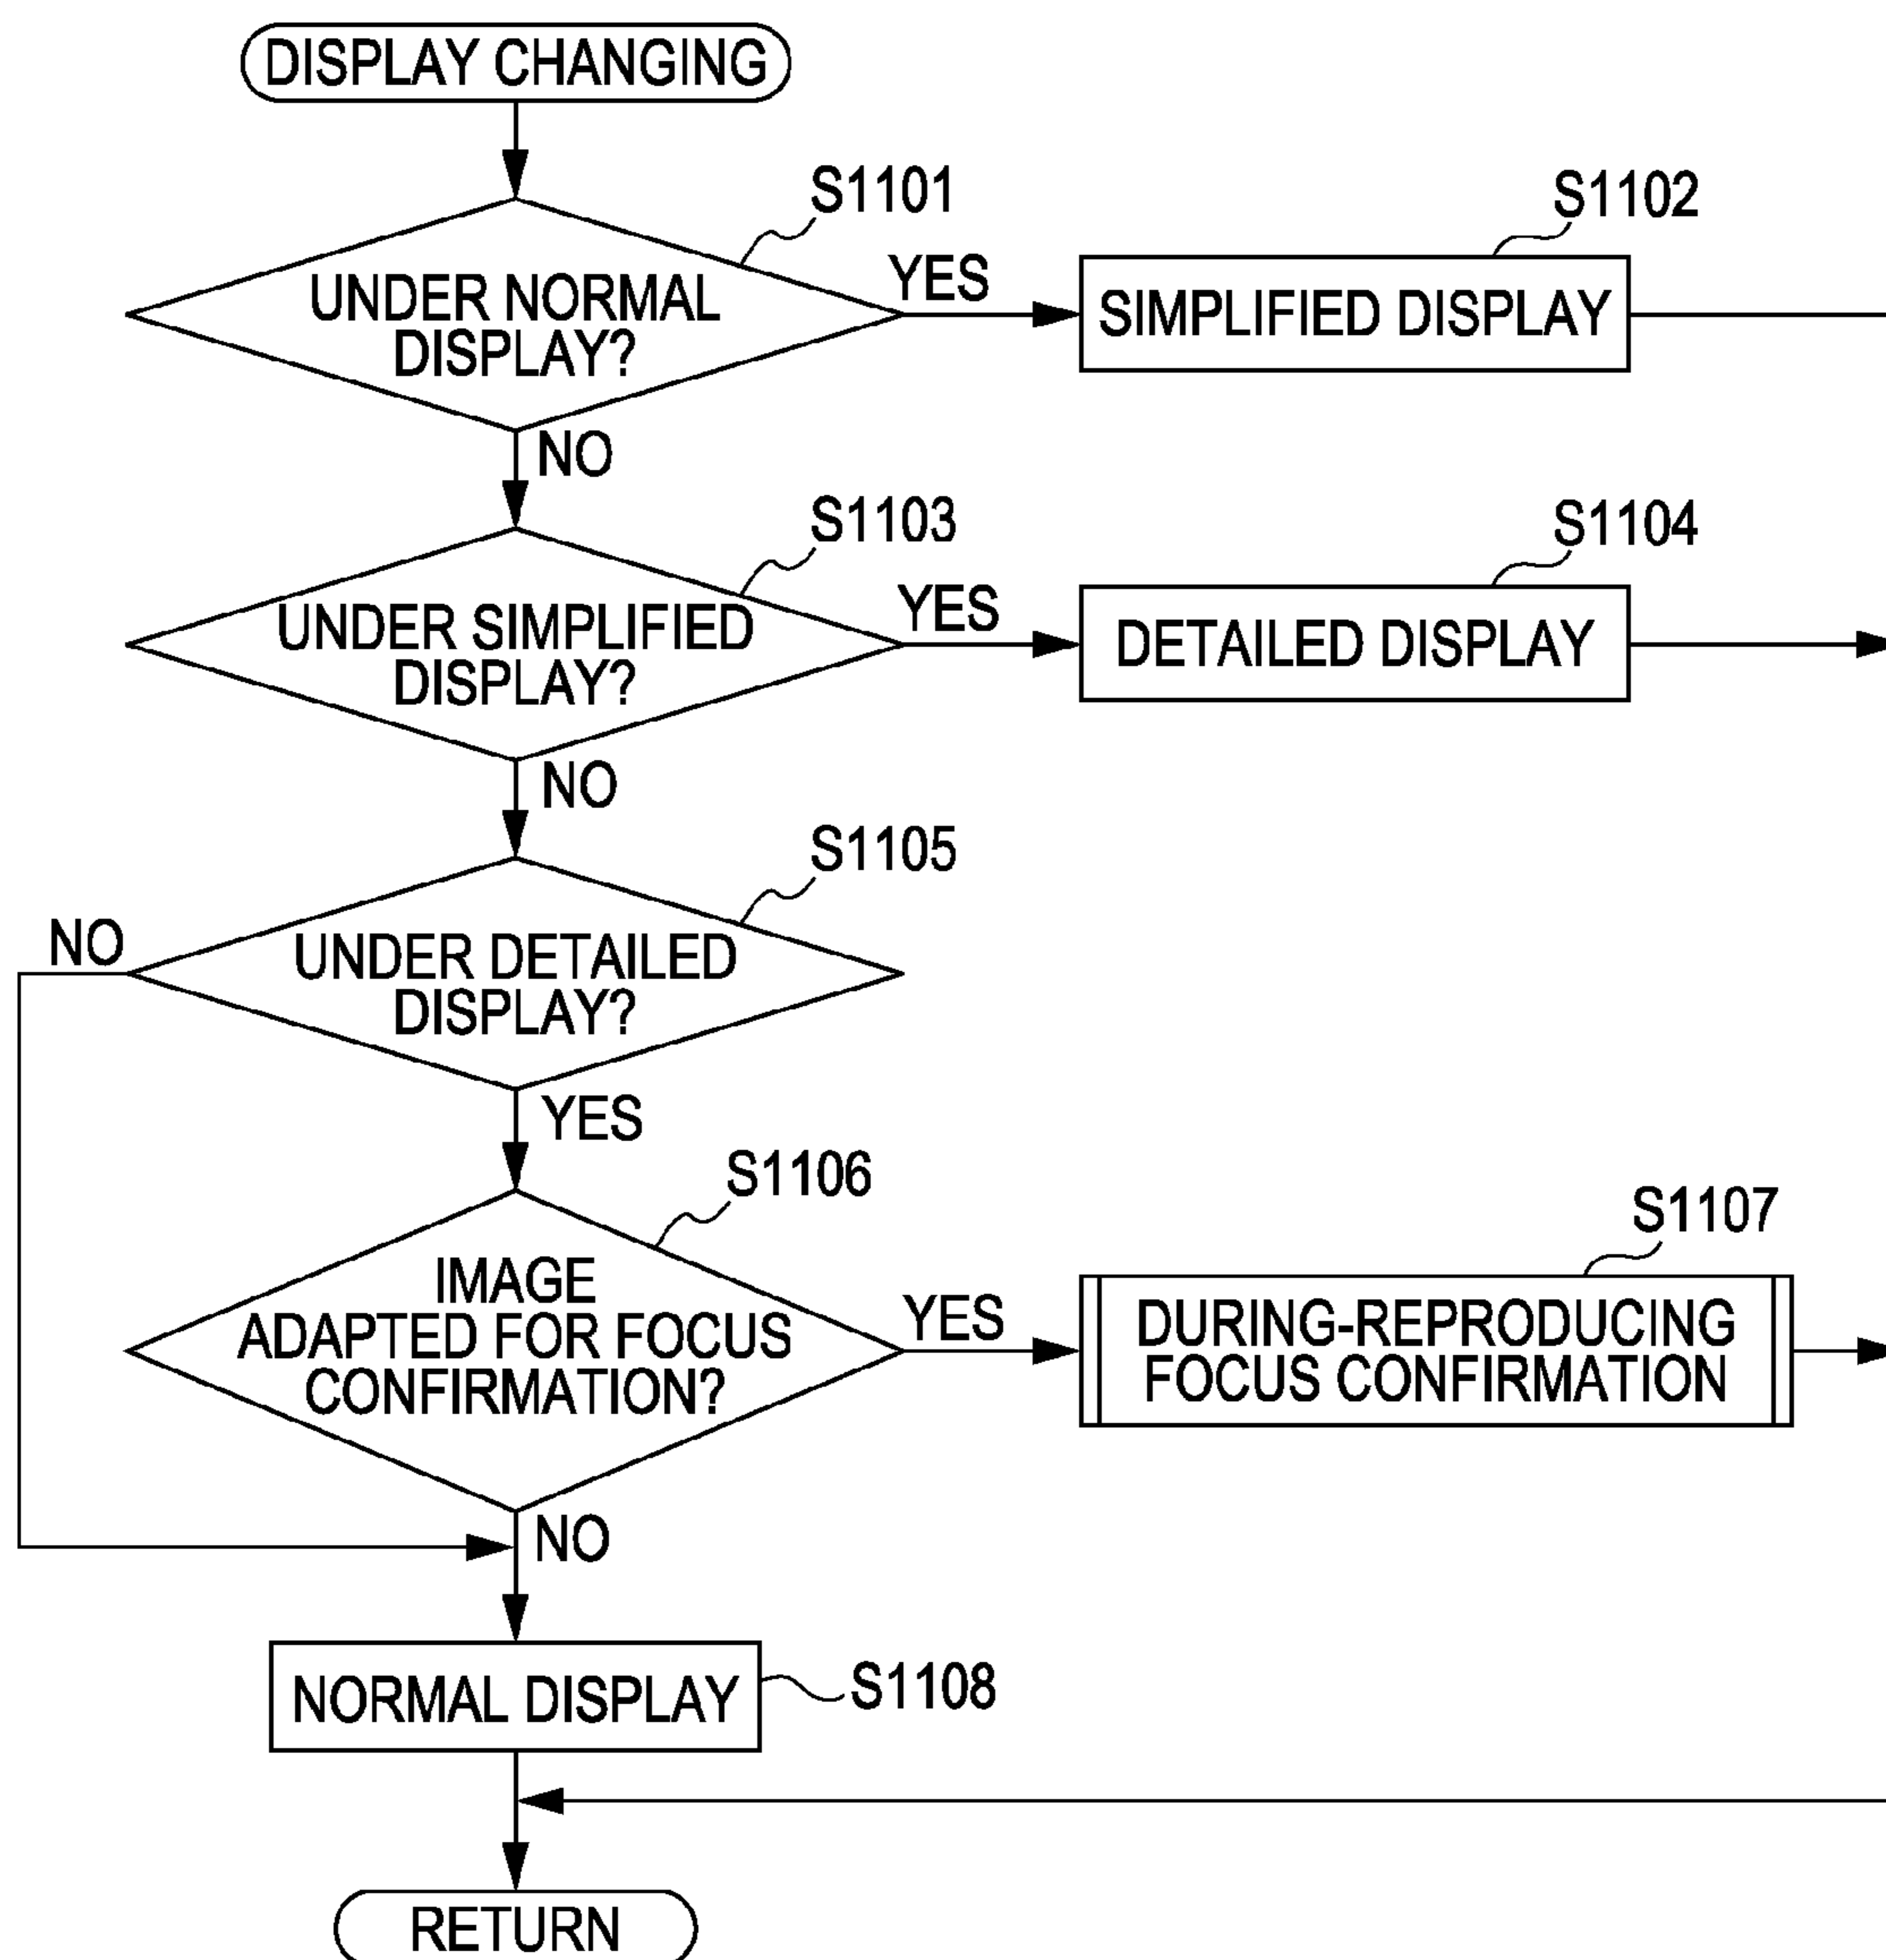 DISPLAY CHANGING
S1101
UNDER NORMAL
DISPLAY?
YES
S1102
SIMPLIFIED DISPLAY
NO
S1103
UNDER SIMPLIFIED
DISPLAY?
YES
S1104
DETAILED DISPLAY
NO
S1105
UNDER DETAILED
DISPLAY?
NO
YES
S1106
IMAGE
ADAPTED FOR FOCUS
CONFIRMATION?
YES
S1107
DURING-REPRODUCING
FOCUS CONFIRMATION
NO
NORMAL DISPLAY
S1108
RETURN